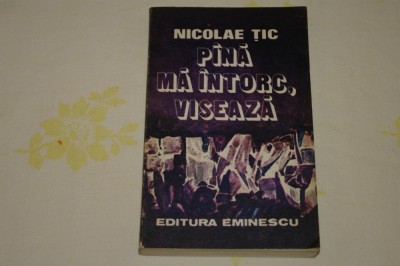 NICOLAE ȚIC
PÎNĂ
MĂ ÎNTORC,
VISEAZĂ
EDITURA EMINESCU